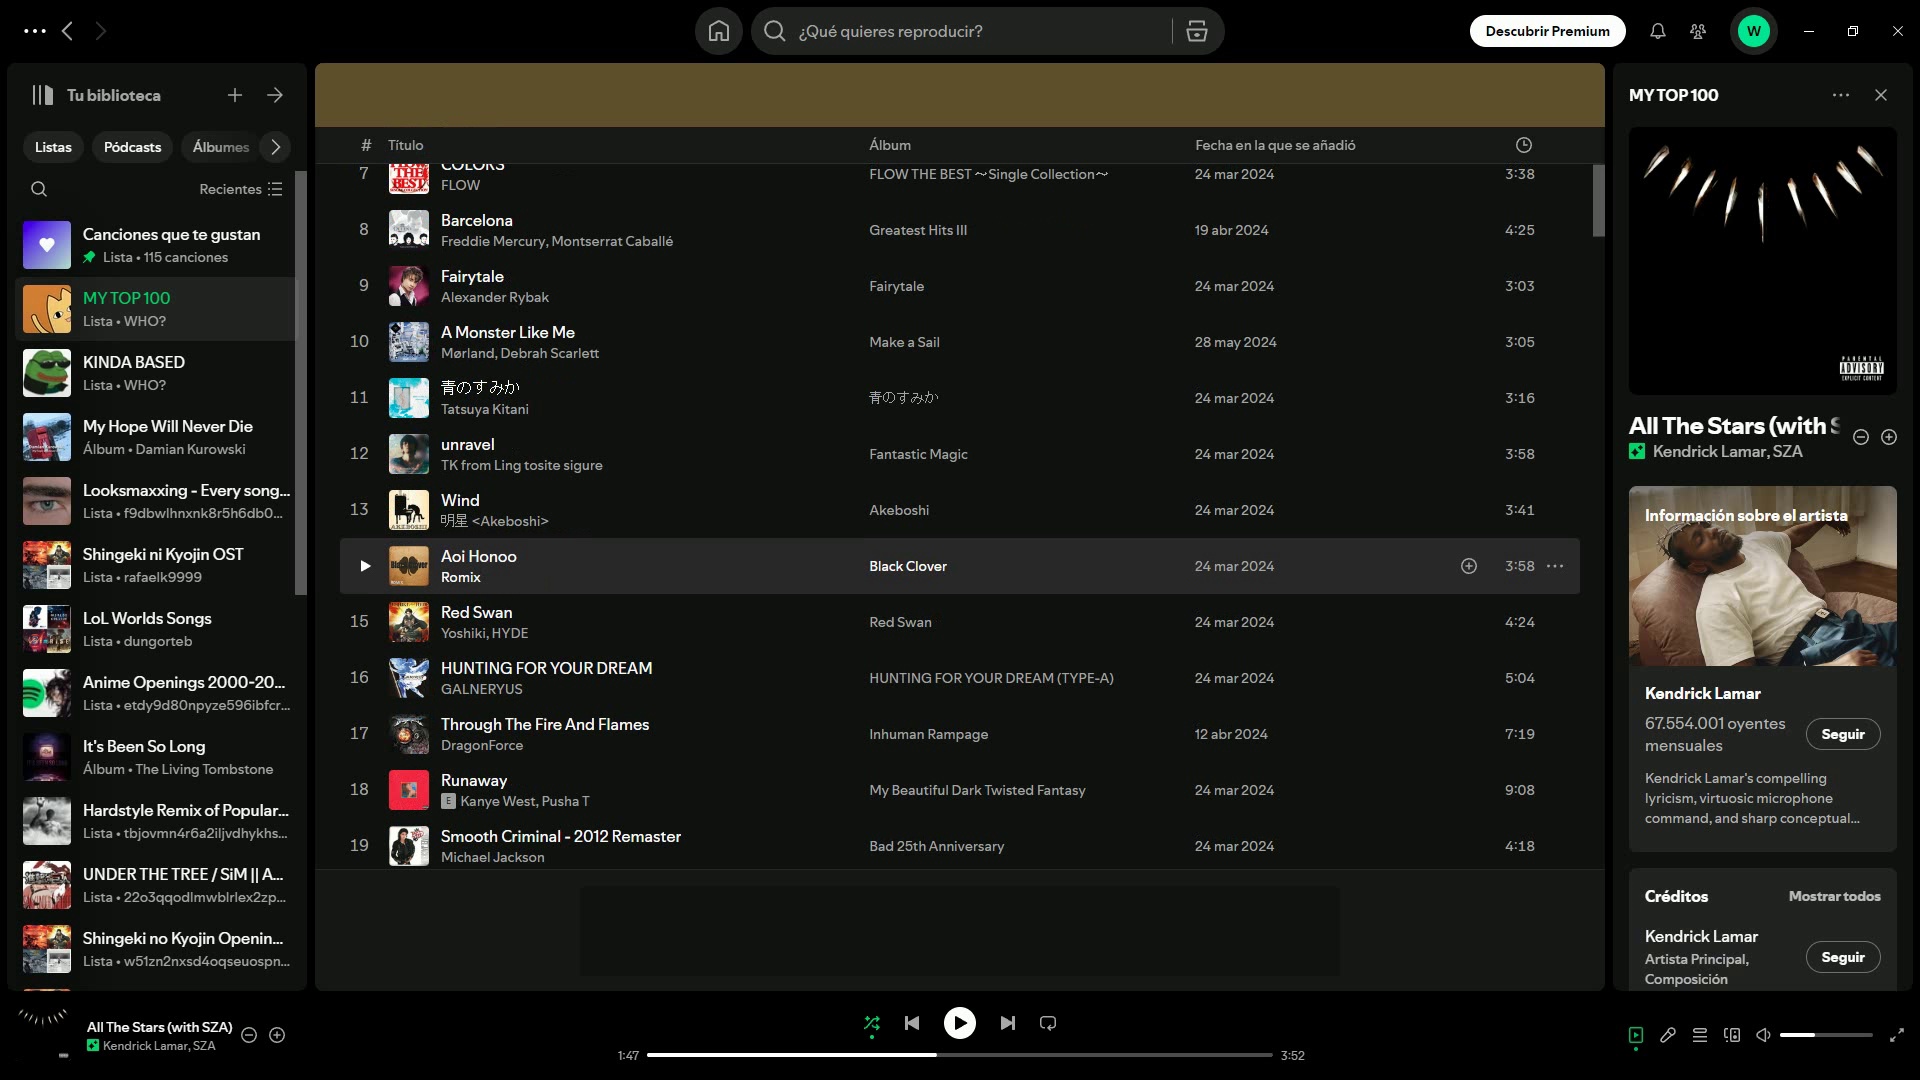 ¿Qué quieres reproducir?
Descubrir Premium
W
Tu biblioteca
Listas
Pódcasts
Álbumes
Recientes
Canciones que te gustan
Lista • 115 canciones
MY TOP 100
Lista • WHO?
KINDA BASED
Lista • WHO?
My Hope Will Never Die
Álbum • Damian Kurowski
Looksmaxxing - Every song...
Lista • f9dbwlhnxnk8r5h6db0...
Shingeki ni Kyojin OST
Lista • rafaelk9999
LoL Worlds Songs
Lista • dungorteb
Anime Openings 2000-20...
Lista • etdy9d80npyze596ibfcr...
It's Been So Long
Álbum • The Living Tombstone
Hardstyle Remix of Popular...
Lista • tbjovmn4r6a2iljvdhykhs...
UNDER THE TREE / SiM || A...
Lista • 22o3qqodlmwblrlex2zp...
Shingeki no Kyojin Openin...
Lista • w51zn2nxsd4oqseuospn...
# Título Álbum Fecha en la que se añadió
7 COLORS FLOW THE BEST ～Single Collection～ 24 mar 2024 3:38
FLOW
8 Barcelona Greatest Hits III 19 abr 2024 4:25
Freddie Mercury, Montserrat Caballé
9 Fairytale Fairytale 24 mar 2024 3:03
Alexander Rybak
10 A Monster Like Me Make a Sail 28 may 2024 3:05
Mørland, Debrah Scarlett
11 青のすみか 青のすみか 24 mar 2024 3:16
Tatsuya Kitani
12 unravel Fantastic Magic 24 mar 2024 3:58
TK from Ling tosite sigure
13 Wind Akeboshi 24 mar 2024 3:41
明星 <Akeboshi>
Aoi Honoo Black Clover 24 mar 2024 3:58
Romix
15 Red Swan Red Swan 24 mar 2024 4:24
Yoshiki, HYDE
16 HUNTING FOR YOUR DREAM HUNTING FOR YOUR DREAM (TYPE-A) 24 mar 2024 5:04
GALNERYUS
17 Through The Fire And Flames Inhuman Rampage 12 abr 2024 7:19
DragonForce
18 Runaway My Beautiful Dark Twisted Fantasy 24 mar 2024 9:08
E Kanye West, Pusha T
19 Smooth Criminal - 2012 Remaster Bad 25th Anniversary 24 mar 2024 4:18
Michael Jackson
MY TOP 100
PARENTAL
ADVISORY
EXPLICIT CONTENT
All The Stars (with S
Kendrick Lamar, SZA
Información sobre el artista
Kendrick Lamar
67.554.001 oyentes
mensuales
Seguir
Kendrick Lamar's compelling
lyricism, virtuosic microphone
command, and sharp conceptual...
Créditos
Mostrar todos
Kendrick Lamar
Artista Principal,
Composición
Seguir
All The Stars (with SZA)
Kendrick Lamar, SZA
1:47
3:52